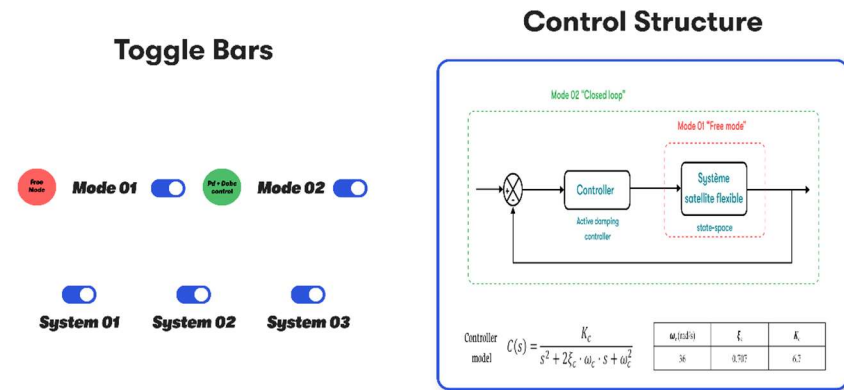 Toggle Bars
Free
Mode
Mode 01
Pd + Dobc
control
Mode 02
System 01
System 02
System 03
Control Structure
Mode 02 "Closed loop"
Mode 01 "Free mode"
Controller
Active damping
controller
Système
satellite flexible
state-space
Controller
model
C(s) = K_c / (s² + 2ξ_c · ω_c · s + ω_c²)
ω_c(rad/s) ξ_c K_c
36 0.707 6.7